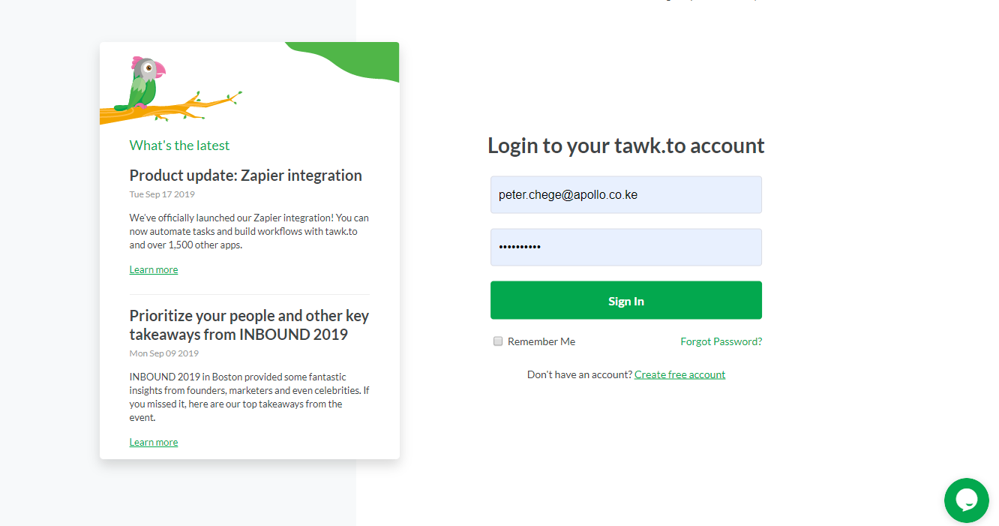 What's the latest
Product update: Zapier integration
Tue Sep 17 2019
We've officially launched our Zapier integration! You can
now automate tasks and build workflows with tawk.to
and over 1,500 other apps.
Learn more
Prioritize your people and other key
takeaways from INBOUND 2019
Mon Sep 09 2019
INBOUND 2019 in Boston provided some fantastic
insights from founders, marketers and even celebrities. If
you missed it, here are our top takeaways from the
event.
Learn more
Login to your tawk.to account
peter.chege@apollo.co.ke
••••••••••
Sign In
Remember Me
Forgot Password?
Don't have an account? Create free account